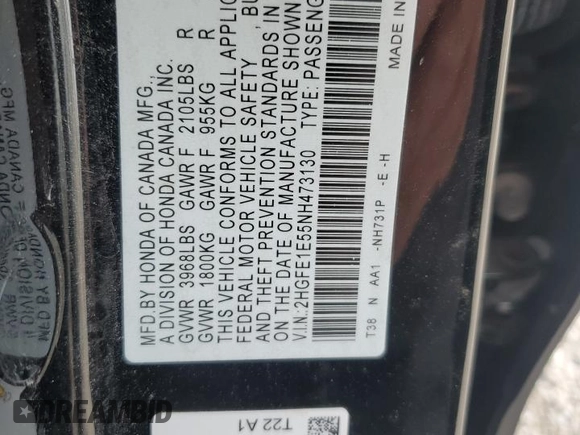 MFD.BY HONDA OF CANADA MFG.,
A DIVISION OF HONDA CANADA INC.
GVWR 3968LBS GAWR F 2105LBS R
GVWR 1800KG GAWR F 955KG R
THIS VEHICLE CONFORMS TO ALL APPLIC
FEDERAL MOTOR VEHICLE SAFETY, BU
AND THEFT PREVENTION STANDARDS, IN
ON THE DATE OF MANUFACTURE SHOWN
V.I.N.:2HGFE1E55NH473130 TYPE: PASSENG
T38 N AA1 -NH731P -E -H
MADE IN
T22 A1
DREAMBID